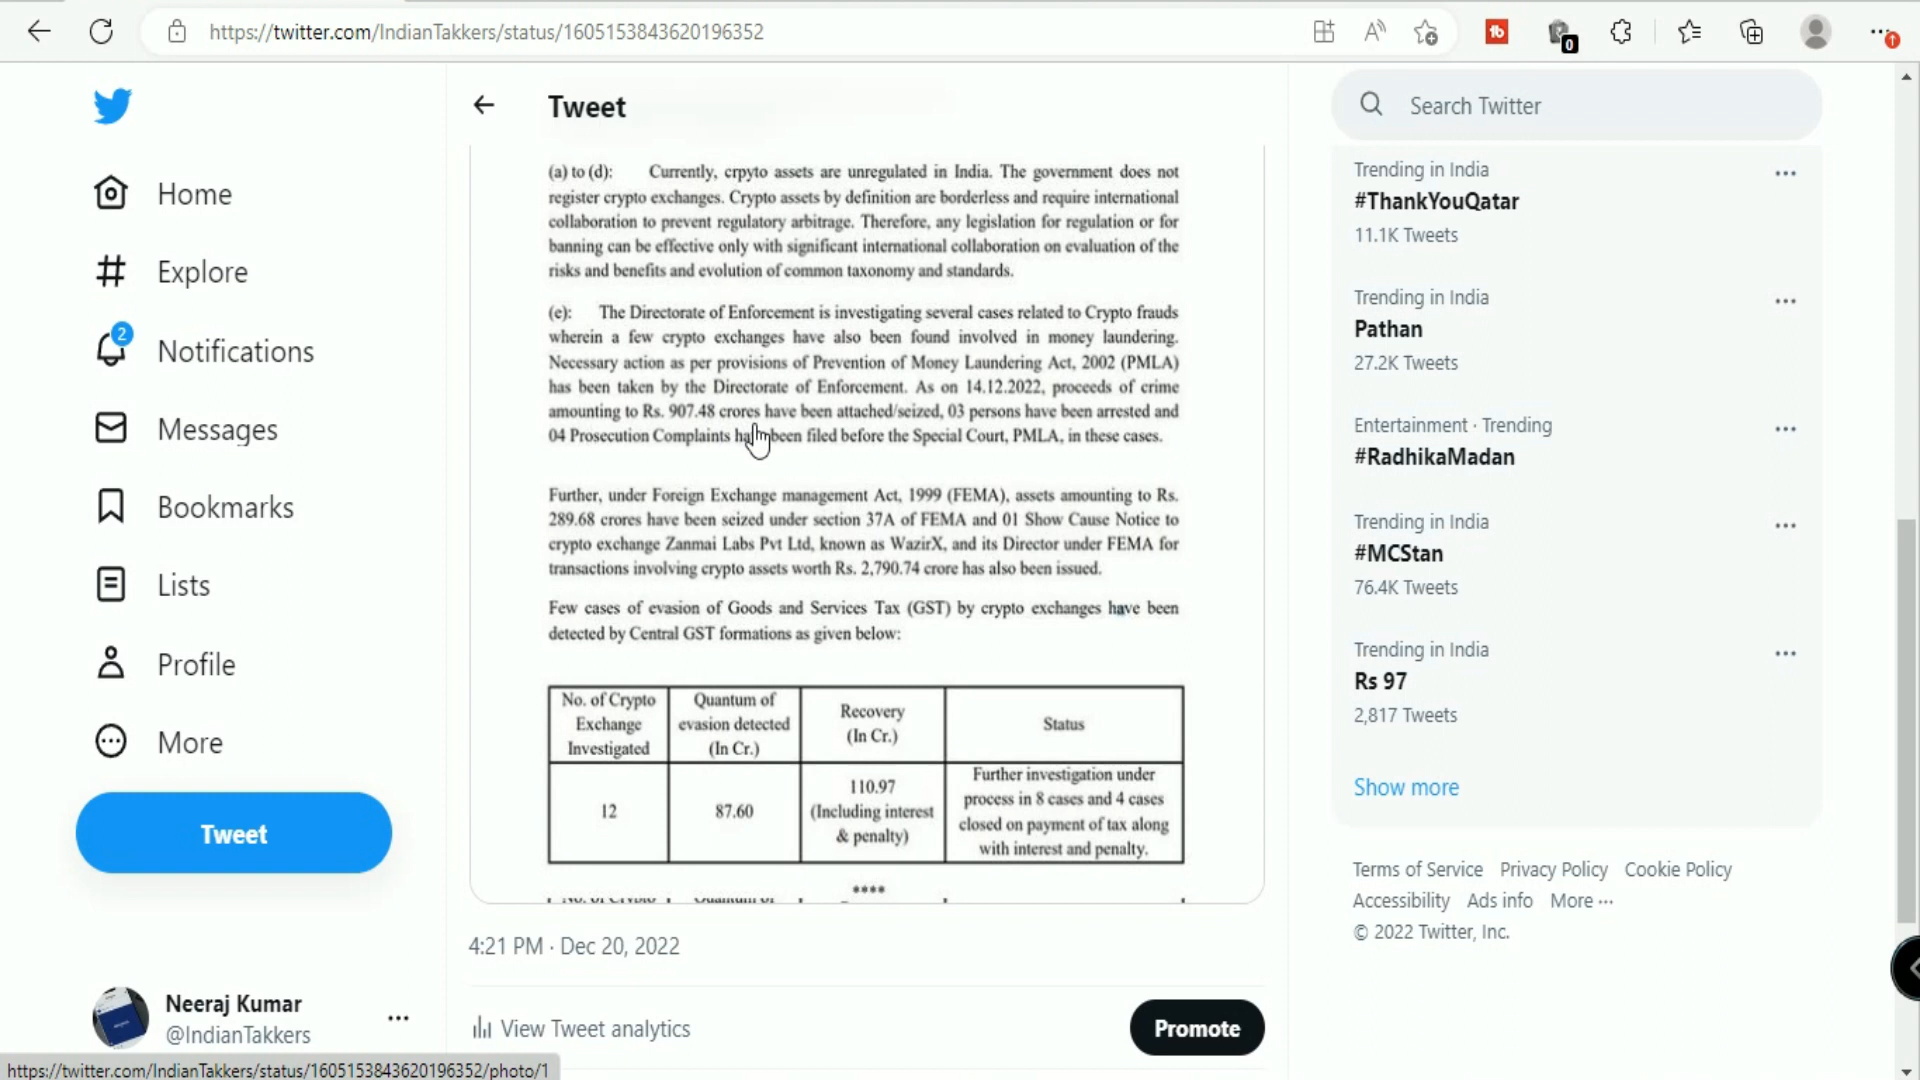 https://twitter.com/IndianTakkers/status/1605153843620196352
0
Home
Explore
2
Notifications
Messages
Bookmarks
Lists
Profile
More
Tweet
Neeraj Kumar
@IndianTakkers
Tweet
(a) to (d): Currently, crpyto assets are unregulated in India. The government does not
register crypto exchanges. Crypto assets by definition are borderless and require international
collaboration to prevent regulatory arbitrage. Therefore, any legislation for regulation or for
banning can be effective only with significant international collaboration on evaluation of the
risks and benefits and evolution of common taxonomy and standards.
(e): The Directorate of Enforcement is investigating several cases related to Crypto frauds
wherein a few crypto exchanges have also been found involved in money laundering.
Necessary action as per provisions of Prevention of Money Laundering Act, 2002 (PMLA)
has been taken by the Directorate of Enforcement. As on 14.12.2022, proceeds of crime
amounting to Rs. 907.48 crores have been attached/seized, 03 persons have been arrested and
04 Prosecution Complaints have been filed before the Special Court, PMLA, in these cases.
Further, under Foreign Exchange management Act, 1999 (FEMA), assets amounting to Rs.
289.68 crores have been seized under section 37A of FEMA and 01 Show Cause Notice to
crypto exchange Zanmai Labs Pvt Ltd, known as WazirX, and its Director under FEMA for
transactions involving crypto assets worth Rs. 2,790.74 crore has also been issued.
Few cases of evasion of Goods and Services Tax (GST) by crypto exchanges have been
detected by Central GST formations as given below:
No. of Crypto
Exchange
Investigated
Quantum of
evasion detected
(In Cr.)
Recovery
(In Cr.)
Status
12
87.60
110.97
(Including interest
& penalty)
Further investigation under
process in 8 cases and 4 cases
closed on payment of tax along
with interest and penalty.
****
No. of Crypto
Quantum of
4:21 PM · Dec 20, 2022
View Tweet analytics
Promote
Search Twitter
Trending in India
#ThankYouQatar
11.1K Tweets
Trending in India
Pathan
27.2K Tweets
Entertainment · Trending
#RadhikaMadan
Trending in India
#MCStan
76.4K Tweets
Trending in India
Rs 97
2,817 Tweets
Show more
Terms of Service Privacy Policy Cookie Policy
Accessibility Ads info More ···
© 2022 Twitter, Inc.
https://twitter.com/IndianTakkers/status/1605153843620196352/photo/1